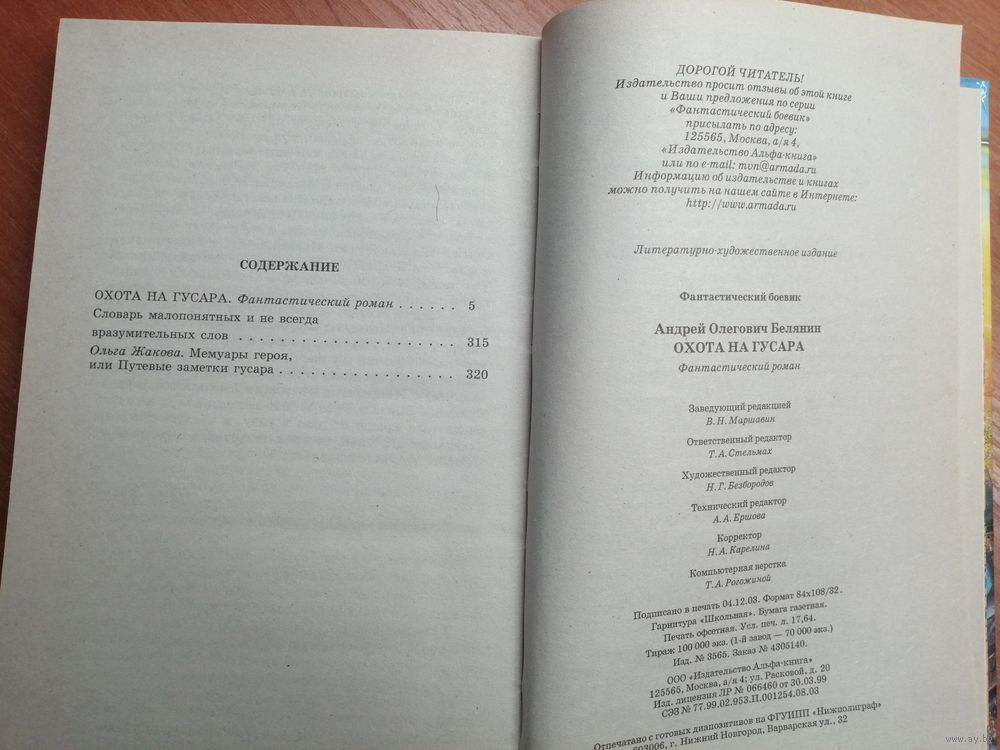 СОДЕРЖАНИЕ
ОХОТА НА ГУСАРА. Фантастический роман . . . . . . 5
Словарь малопонятных и не всегда
вразумительных слов . . . . . . . . . . . . . . . . . . . . . . 315
Ольга Жакова. Мемуары героя,
или Путевые заметки гусара . . . . . . . . . . . . . . . . . . 320
ДОРОГОЙ ЧИТАТЕЛЬ!
Издательство просит отзывы об этой книге
и Ваши предложения по серии
«Фантастический боевик»
присылать по адресу:
125565, Москва, а/я 4,
«Издательство Альфа-книга»
или по e-mail: mvn@armada.ru
Информацию об издательстве и книгах
можно получить на нашем сайте в Интернете:
http://www.armada.ru
Литературно-художественное издание
Фантастический боевик
Андрей Олегович Белянин
ОХОТА НА ГУСАРА
Фантастический роман
Заведующий редакцией
В. Н. Маршавин
Ответственный редактор
Т. А. Стельмах
Художественный редактор
Н. Г. Безбородов
Технический редактор
А. А. Ершова
Корректор
Н. А. Карелина
Компьютерная верстка
Т. А. Рогожиной
Подписано в печать 04.12.03. Формат 84х108/32.
Гарнитура «Школьная». Бумага газетная.
Печать офсетная. Усл. печ. л. 17,64.
Тираж 100 000 экз. (1-й завод — 70 000 экз.)
Изд. № 3565. Заказ № 4305140.
ООО «Издательство Альфа-книга»
125565, Москва, а/я 4; ул. Расковой, д. 20
Изд. лицензия ЛР № 066460 от 30.03.99
СЭЗ № 77.99.02.953.П.001254.08.03
Отпечатано с готовых диапозитивов на ФГУИПП «Нижполиграф»
603006, г. Нижний Новгород, Варварская ул., 32
www.ay.by